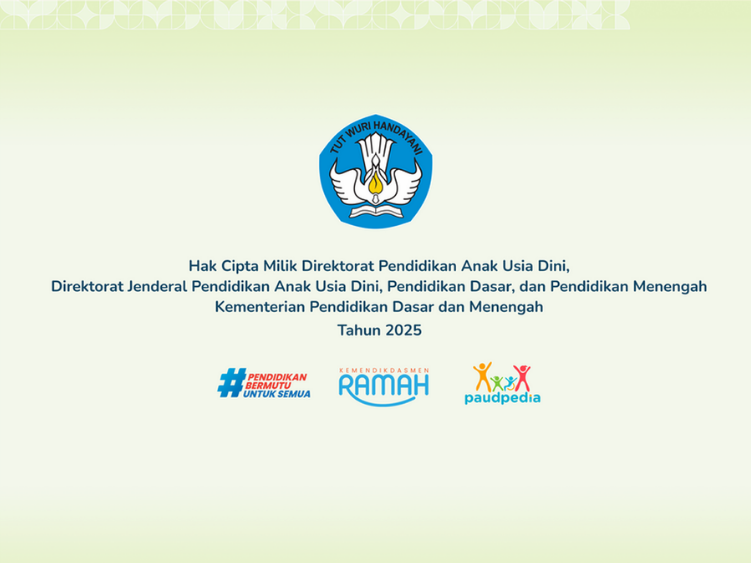 TUT WURI HANDAYANI
Hak Cipta Milik Direktorat Pendidikan Anak Usia Dini,
Direktorat Jenderal Pendidikan Anak Usia Dini, Pendidikan Dasar, dan Pendidikan Menengah
Kementerian Pendidikan Dasar dan Menengah
Tahun 2025
#PENDIDIKAN
BERMUTU
UNTUK SEMUA
KEMENDIKDASMEN
RAMAH
paudpedia